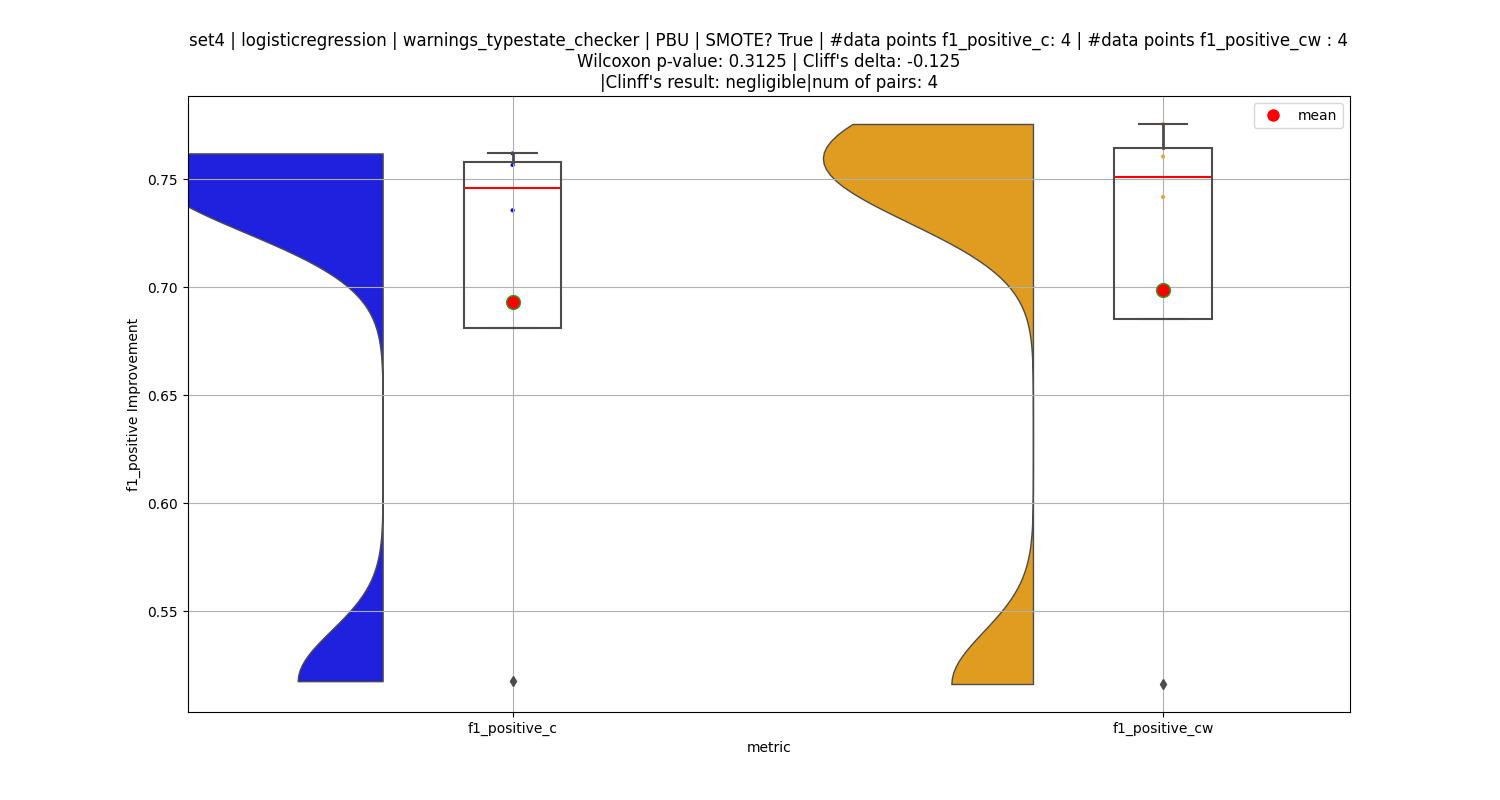 set4 | logisticregression | warnings_typestate_checker | PBU | SMOTE? True | #data points f1_positive_c: 4 | #data points f1_positive_cw : 4
Wilcoxon p-value: 0.3125 | Cliff's delta: -0.125
|Clinff's result: negligible|num of pairs: 4
mean
0.75
0.70
0.65
0.60
0.55
f1_positive Improvement
f1_positive_c
f1_positive_cw
metric